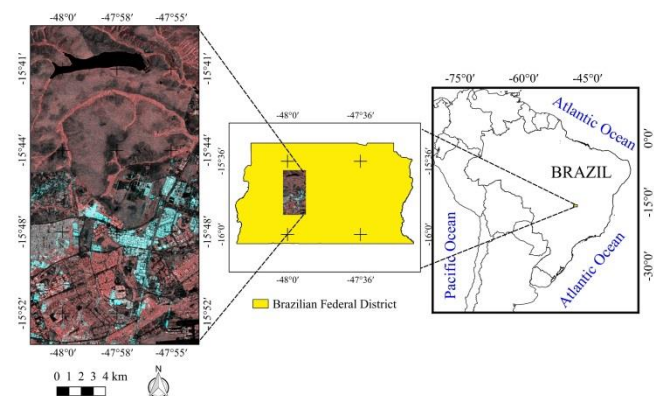 -48°0′ -47°58′ -47°55′
-15°41′ -15°44′ -15°48′ -15°52′
-15°41′ -15°44′ -15°48′ -15°52′
-48°0′ -47°58′ -47°55′
0 1 2 3 4 km
N
-48°0′ -47°36′
-15°36′ -16°0′
-15°36′ -16°0′
-48°0′ -47°36′
Brazilian Federal District
-75°0′ -60°0′ -45°0′
Atlantic Ocean
0°0′
BRAZIL
-15°0′
Pacific Ocean
Atlantic Ocean
-30°0′